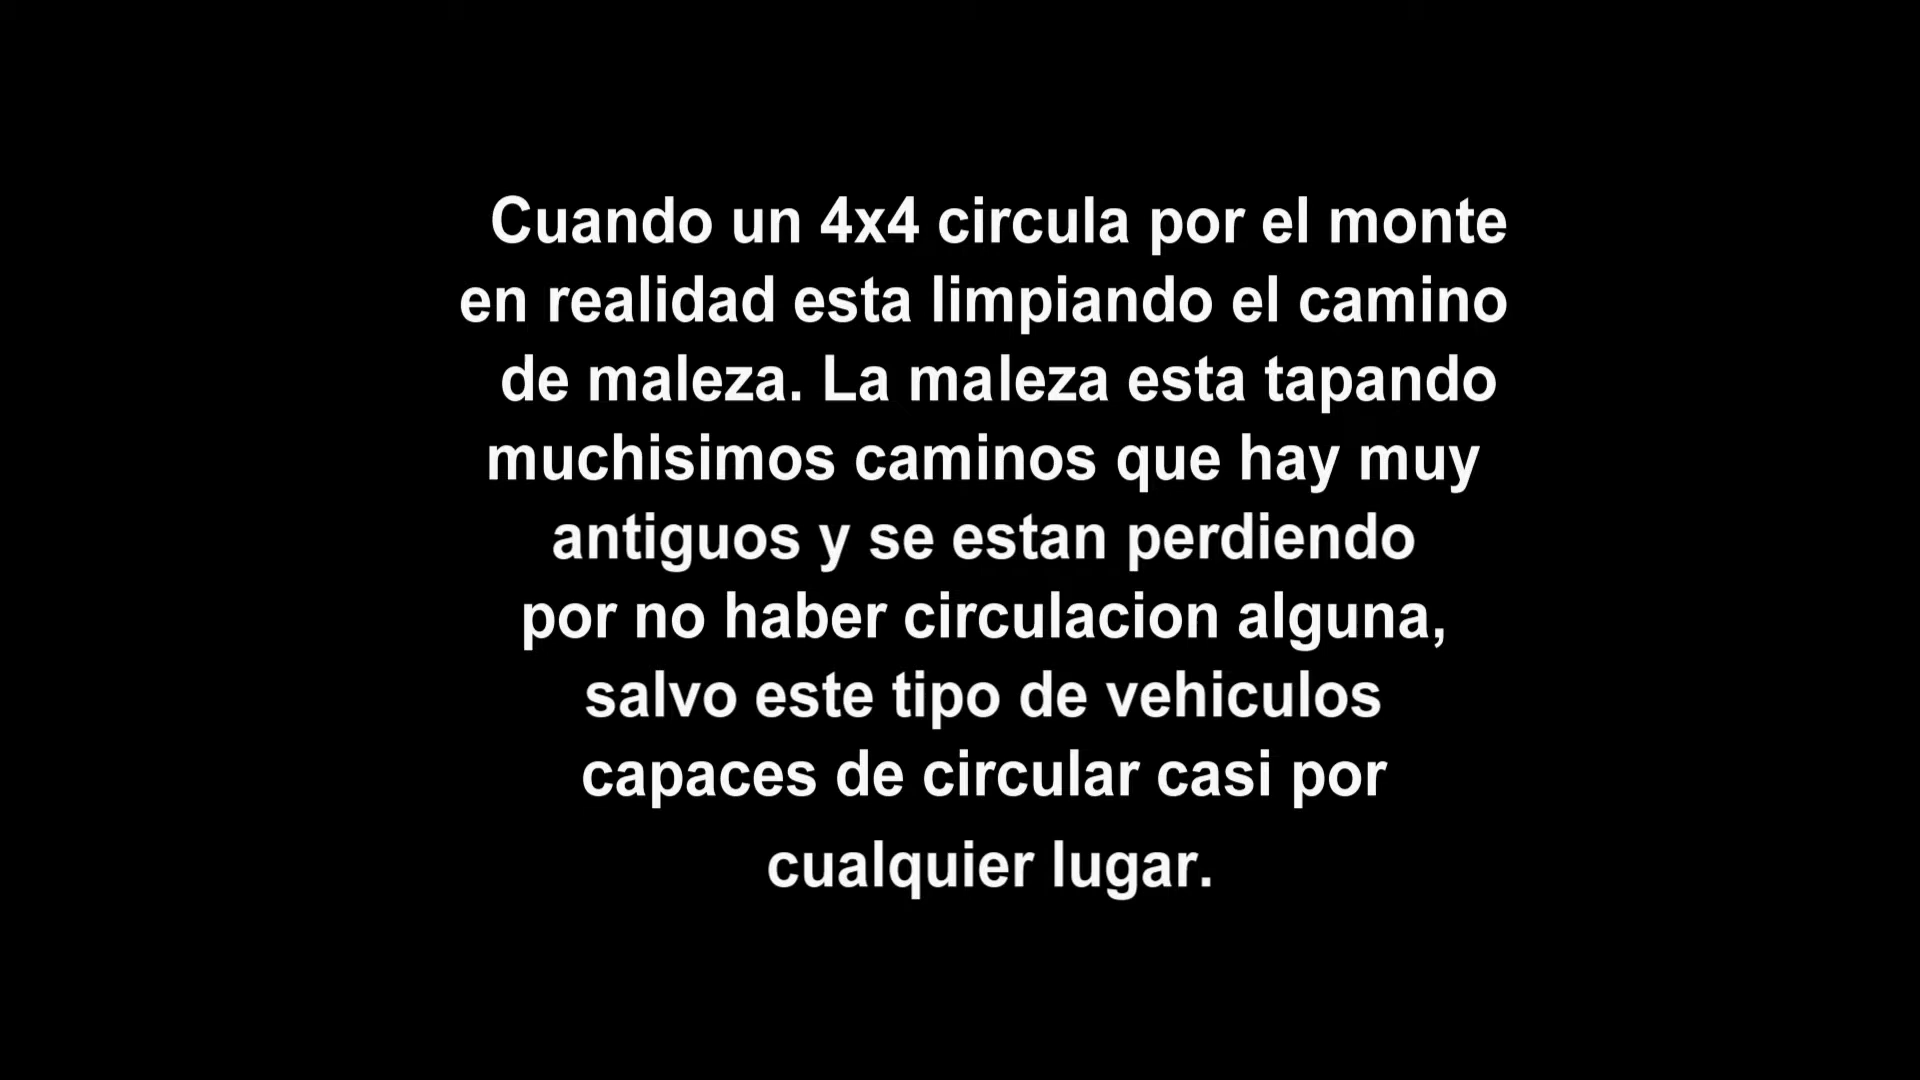 Cuando un 4x4 circula por el monte
en realidad esta limpiando el camino
de maleza. La maleza esta tapando
muchisimos caminos que hay muy
antiguos y se estan perdiendo
por no haber circulacion alguna,
salvo este tipo de vehiculos
capaces de circular casi por
cualquier lugar.